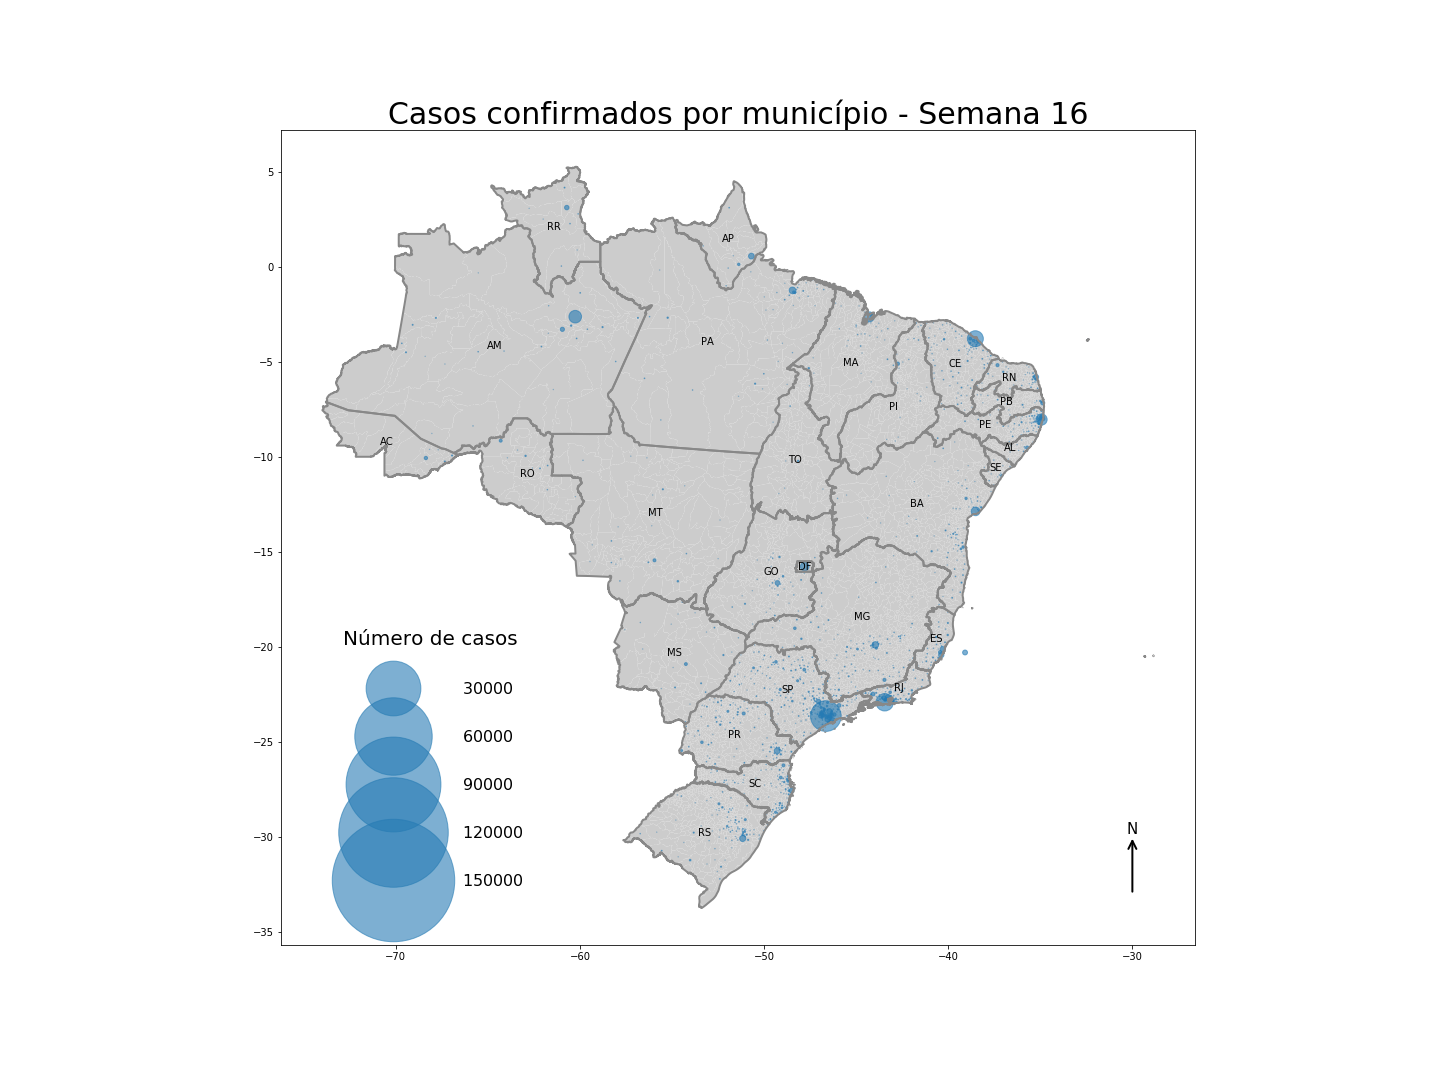 Casos confirmados por município - Semana 16
5
RR
AP
0
PA
AM
−5
MA
CE
RN
PB
PI
PE
AC
AL
−10
TO
SE
RO
BA
MT
−15
DF
GO
MG
ES
−20
MS
Número de casos
SP
RJ
30000
PR
60000
−25
SC
90000
N
RS
120000
−30
150000
−35
−70
−60
−50
−40
−30